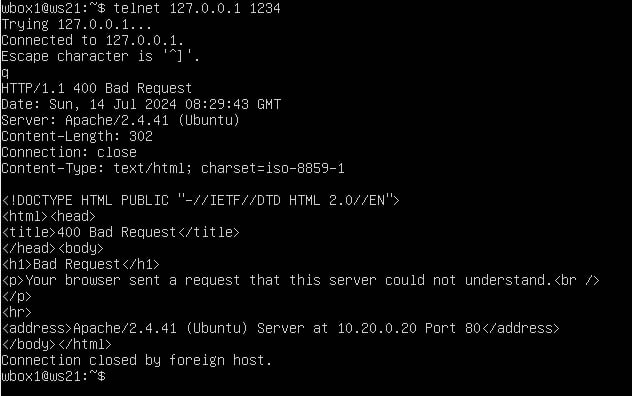 wbox1@ws21:~$ telnet 127.0.0.1 1234
Trying 127.0.0.1...
Connected to 127.0.0.1.
Escape character is '^]'.
q
HTTP/1.1 400 Bad Request
Date: Sun, 14 Jul 2024 08:29:43 GMT
Server: Apache/2.4.41 (Ubuntu)
Content-Length: 302
Connection: close
Content-Type: text/html; charset=iso-8859-1

<!DOCTYPE HTML PUBLIC "-//IETF//DTD HTML 2.0//EN">
<html><head>
<title>400 Bad Request</title>
</head><body>
<h1>Bad Request</h1>
<p>Your browser sent a request that this server could not understand.<br />
</p>
<hr>
<address>Apache/2.4.41 (Ubuntu) Server at 10.20.0.20 Port 80</address>
</body></html>
Connection closed by foreign host.
wbox1@ws21:~$